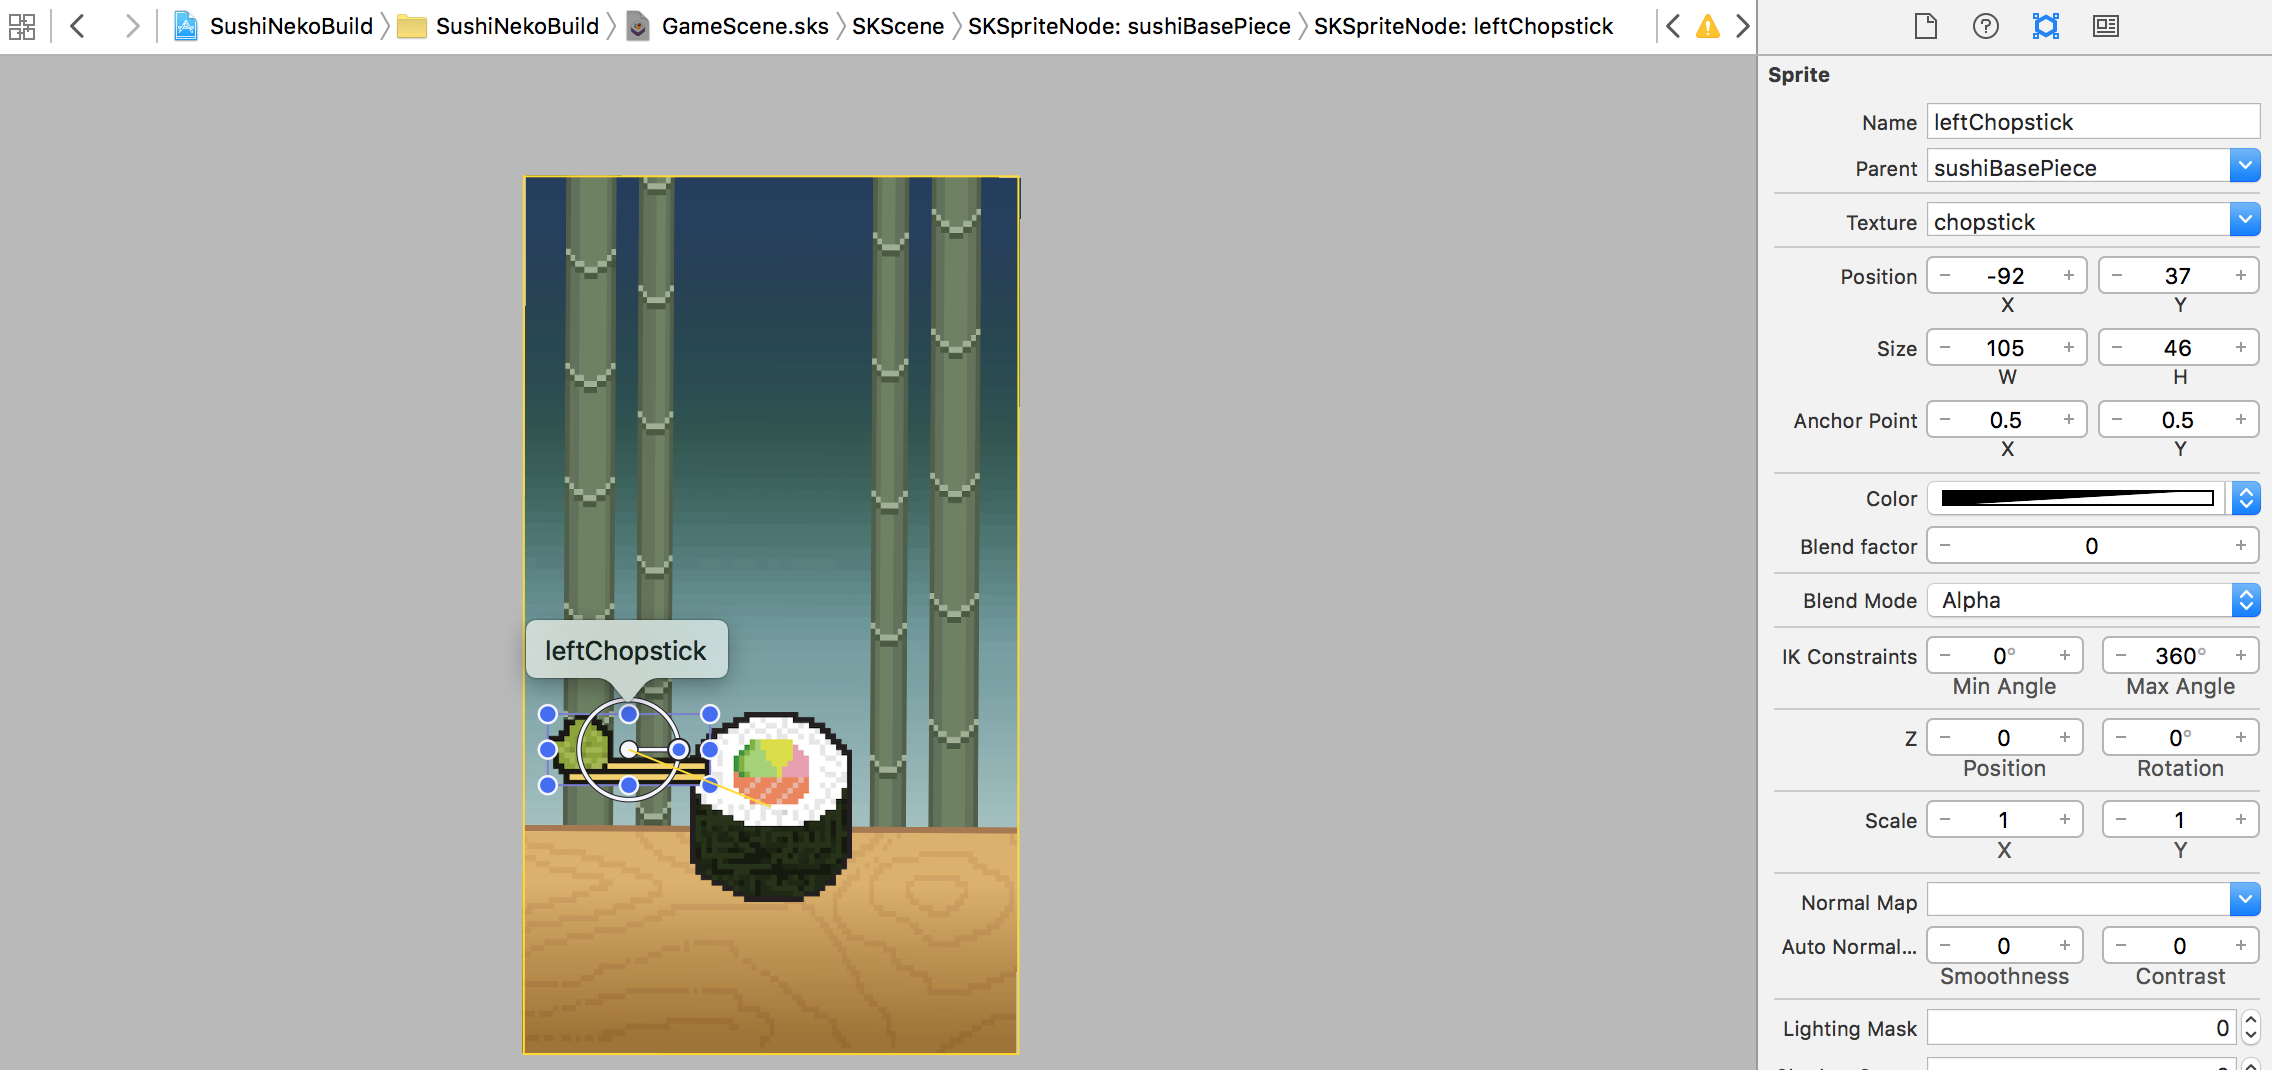 SushiNekoBuild SushiNekoBuild GameScene.sks SKScene SKSpriteNode: sushiBasePiece SKSpriteNode: leftChopstick
leftChopstick
Sprite
Name leftChopstick
Parent sushiBasePiece
Texture chopstick
Position − -92 + − 37 +
X Y
Size − 105 + − 46 +
W H
Anchor Point − 0.5 + − 0.5 +
X Y
Color
Blend factor − 0 +
Blend Mode Alpha
IK Constraints − 0° + − 360° +
Min Angle Max Angle
Z − 0 + − 0° +
Position Rotation
Scale − 1 + − 1 +
X Y
Normal Map
Auto Normal... − 0 + − 0 +
Smoothness Contrast
Lighting Mask 0